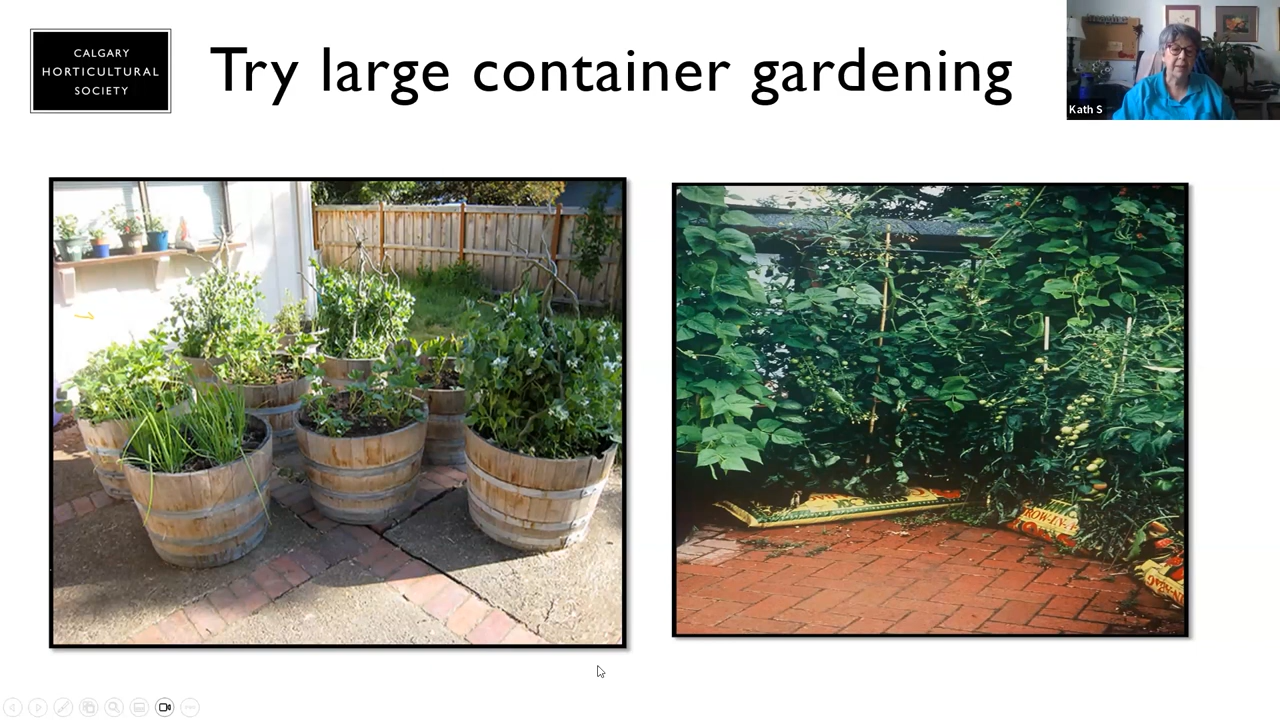 CALGARY
HORTICULTURAL
SOCIETY
Try large container gardening
Kath S